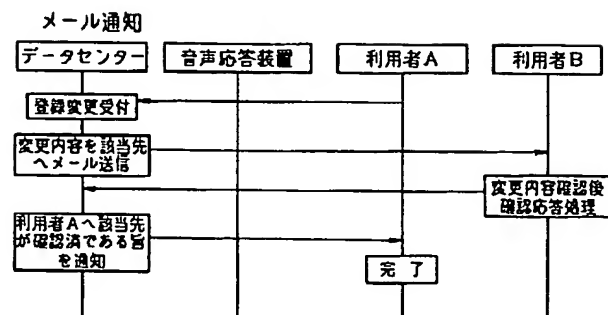 メール通知
データセンター
音声応答装置
利用者A
利用者B
登録変更受付
変更内容を該当先
へメール送信
変更内容確認後
確認応答処理
利用者Aへ該当先
が確認済である旨
を通知
完了